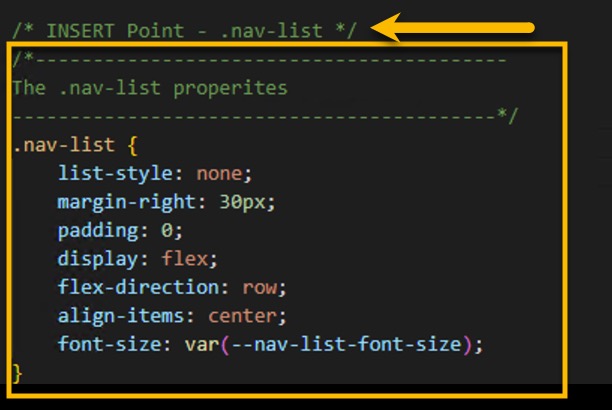 /* INSERT Point - .nav-list */
/*-----------------------------------------
The .nav-list properites
------------------------------------------*/
.nav-list {
    list-style: none;
    margin-right: 30px;
    padding: 0;
    display: flex;
    flex-direction: row;
    align-items: center;
    font-size: var(--nav-list-font-size);
}